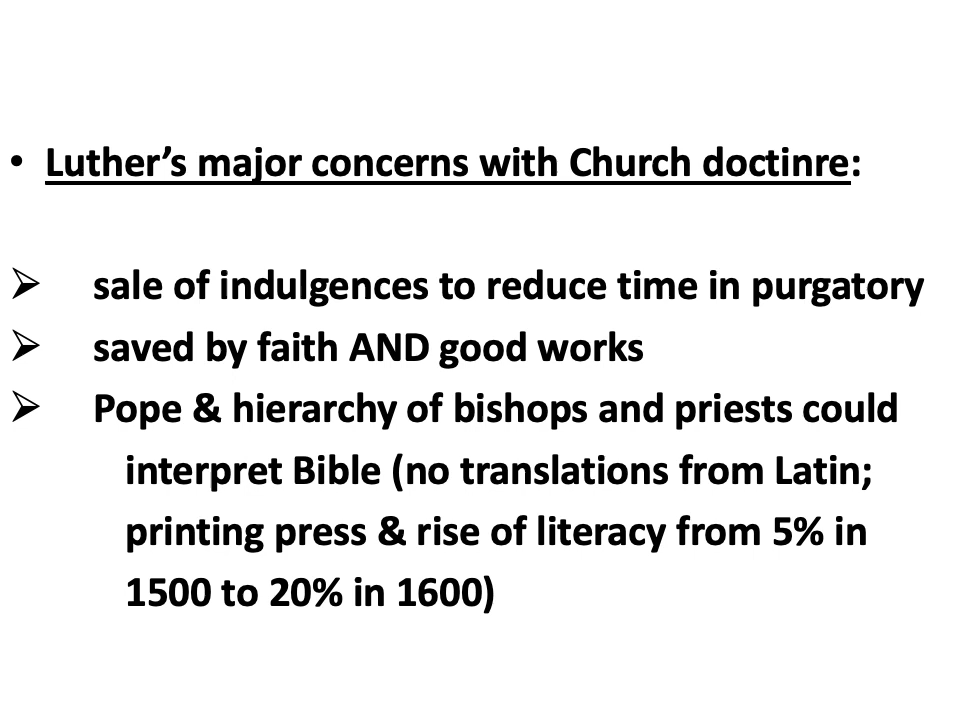 • Luther’s major concerns with Church doctinre:
➢ sale of indulgences to reduce time in purgatory
➢ saved by faith AND good works
➢ Pope & hierarchy of bishops and priests could
interpret Bible (no translations from Latin;
printing press & rise of literacy from 5% in
1500 to 20% in 1600)